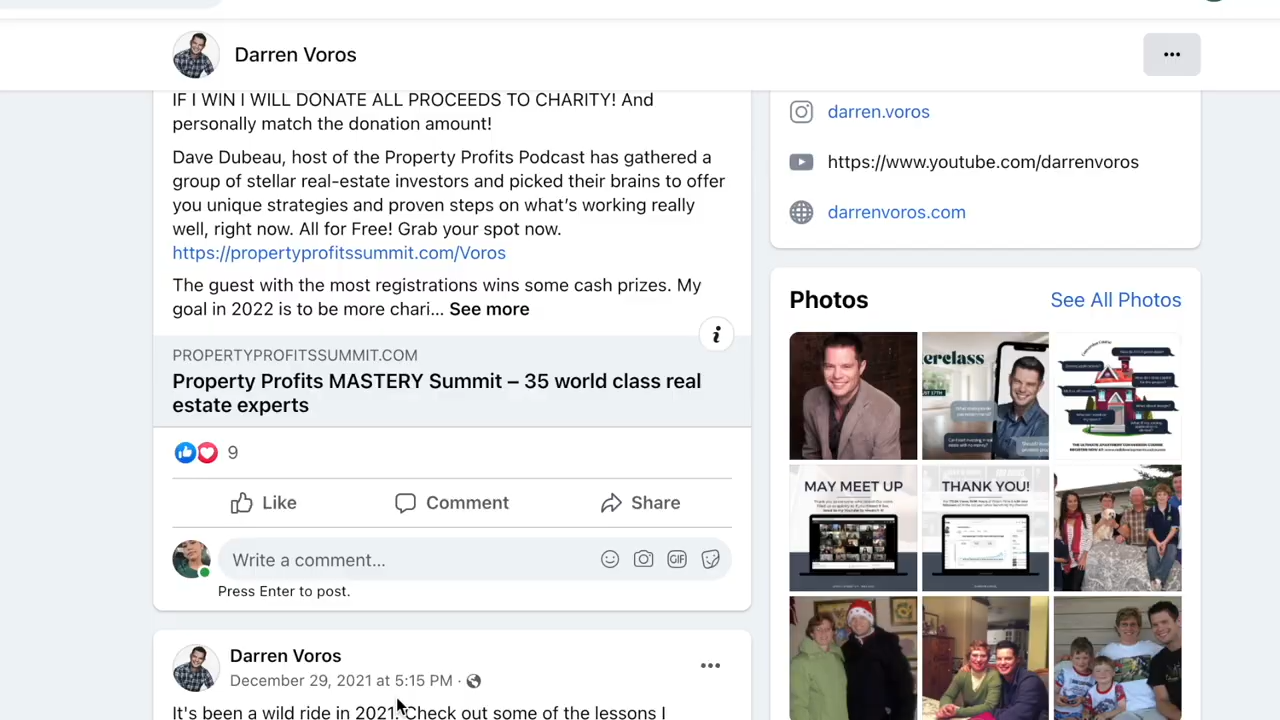 Darren Voros
IF I WIN I WILL DONATE ALL PROCEEDS TO CHARITY! And
personally match the donation amount!
Dave Dubeau, host of the Property Profits Podcast has gathered a
group of stellar real-estate investors and picked their brains to offer
you unique strategies and proven steps on what's working really
well, right now. All for Free! Grab your spot now.
https://propertyprofitssummit.com/Voros
The guest with the most registrations wins some cash prizes. My
goal in 2022 is to be more chari... See more
PROPERTYPROFITSSUMMIT.COM
Property Profits MASTERY Summit – 35 world class real
estate experts
9
Like Comment Share
Write a comment...
GIF
Press Enter to post.
Darren Voros
December 29, 2021 at 5:15 PM ·
It's been a wild ride in 2021. Check out some of the lessons I
darren.voros
https://www.youtube.com/darrenvoros
darrenvoros.com
Photos See All Photos
erclass
MAY MEET UP
THANK YOU!